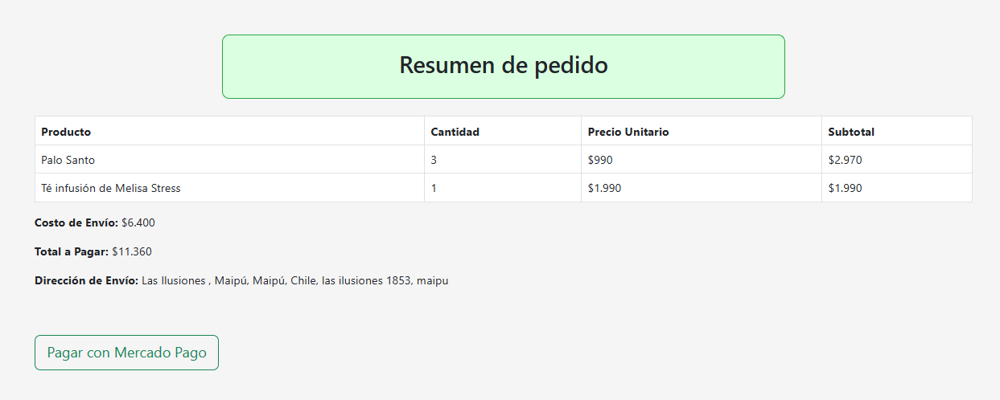 Resumen de pedido
Producto Cantidad Precio Unitario Subtotal
Palo Santo 3 $990 $2.970
Té infusión de Melisa Stress 1 $1.990 $1.990
Costo de Envío: $6.400
Total a Pagar: $11.360
Dirección de Envío: Las Ilusiones , Maipú, Maipú, Chile, las ilusiones 1853, maipu
Pagar con Mercado Pago